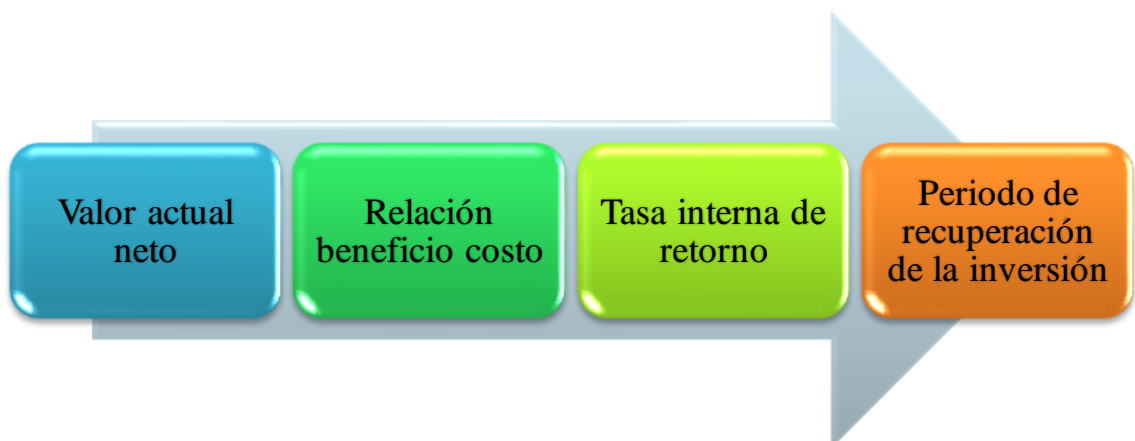 Valor actual
neto
Relación
beneficio costo
Tasa interna de
retorno
Periodo de
recuperación
de la inversión